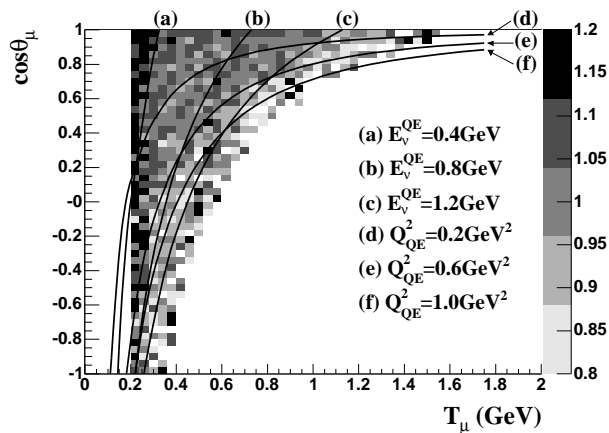 (a) (b) (c) (d)
(e)
(f)
cosθμ
1
0.8
0.6
0.4
0.2
-0
-0.2
-0.4
-0.6
-0.8
-1
0 0.2 0.4 0.6 0.8 1 1.2 1.4 1.6 1.8 2
Tμ (GeV)
(a) E_ν^QE=0.4GeV
(b) E_ν^QE=0.8GeV
(c) E_ν^QE=1.2GeV
(d) Q²_QE=0.2GeV²
(e) Q²_QE=0.6GeV²
(f) Q²_QE=1.0GeV²
1.2
1.15
1.1
1.05
1
0.95
0.9
0.85
0.8